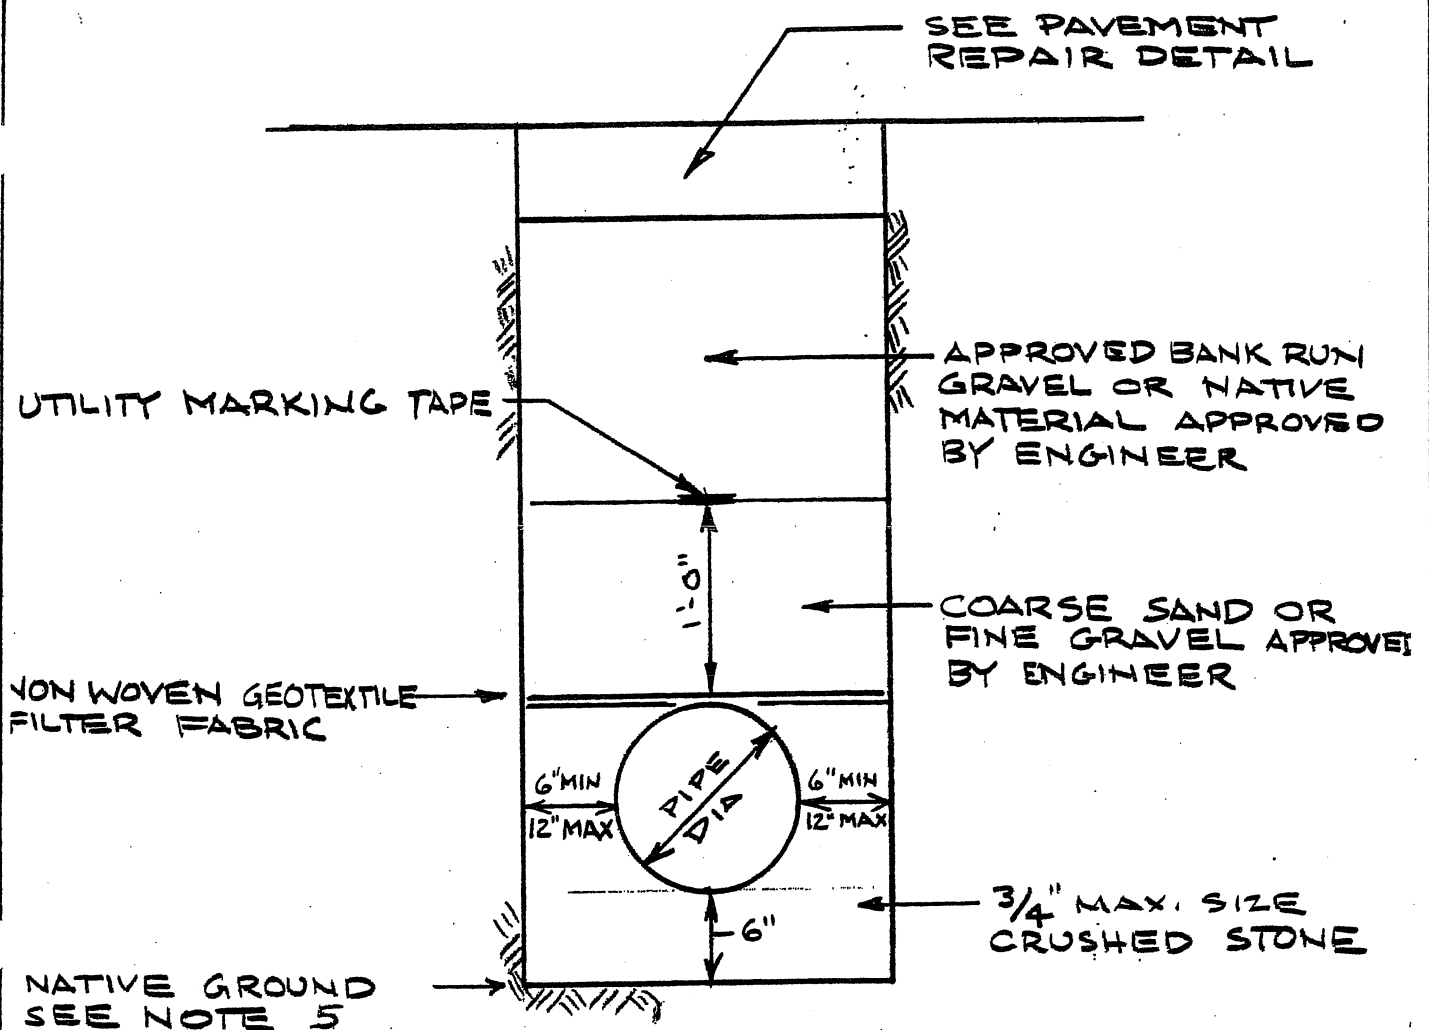 SEE PAVEMENT
REPAIR DETAIL
APPROVED BANK RUN
GRAVEL OR NATIVE
MATERIAL APPROVED
BY ENGINEER
UTILITY MARKING TAPE
1'-0"
COARSE SAND OR
FINE GRAVEL APPROVED
BY ENGINEER
NON WOVEN GEOTEXTILE
FILTER FABRIC
6" MIN
12" MAX
PIPE
DIA
6" MIN
12" MAX
6"
3/4" MAX. SIZE
CRUSHED STONE
NATIVE GROUND
SEE NOTE 5